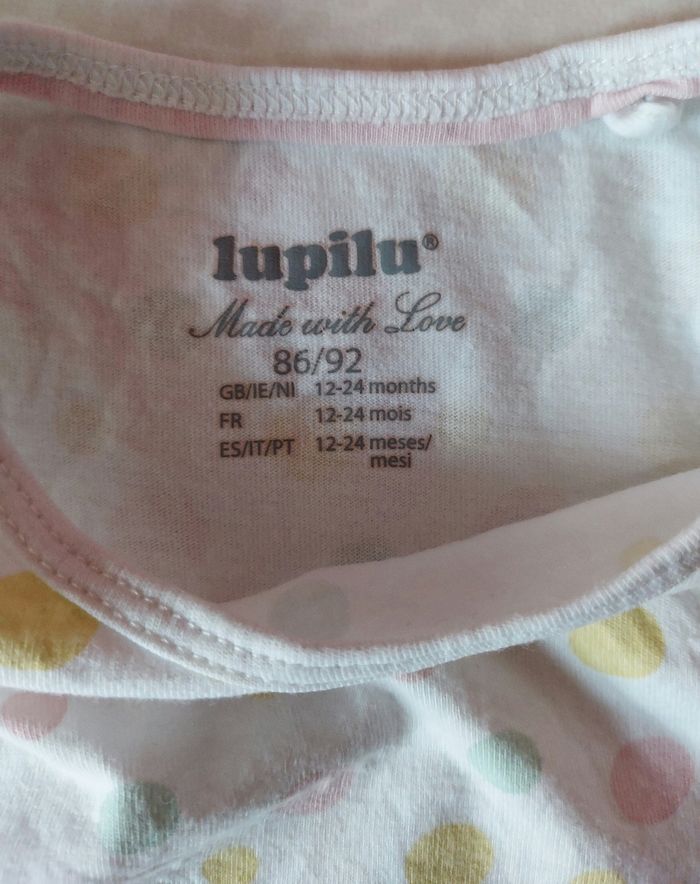 lupilu®
Made with Love
86/92
GB/IE/NI 12-24 months
FR 12-24 mois
ES/IT/PT 12-24 meses/
mesi